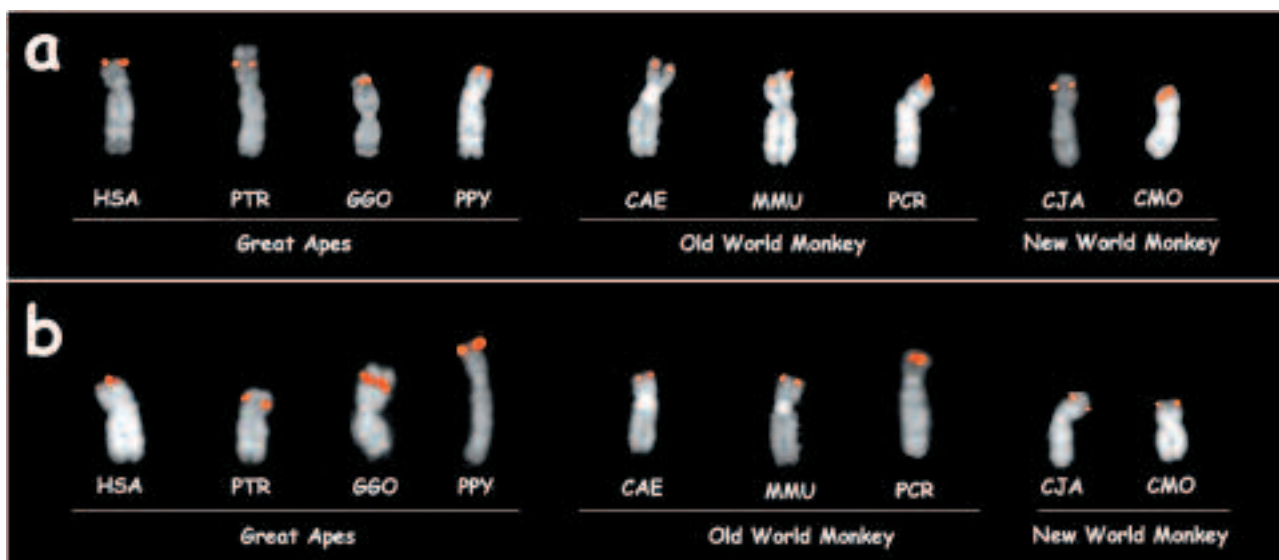 a
HSA PTR GGO PPY CAE MMU PCR CJA CMO
Great Apes Old World Monkey New World Monkey
b
HSA PTR GGO PPY CAE MMU PCR CJA CMO
Great Apes Old World Monkey New World Monkey